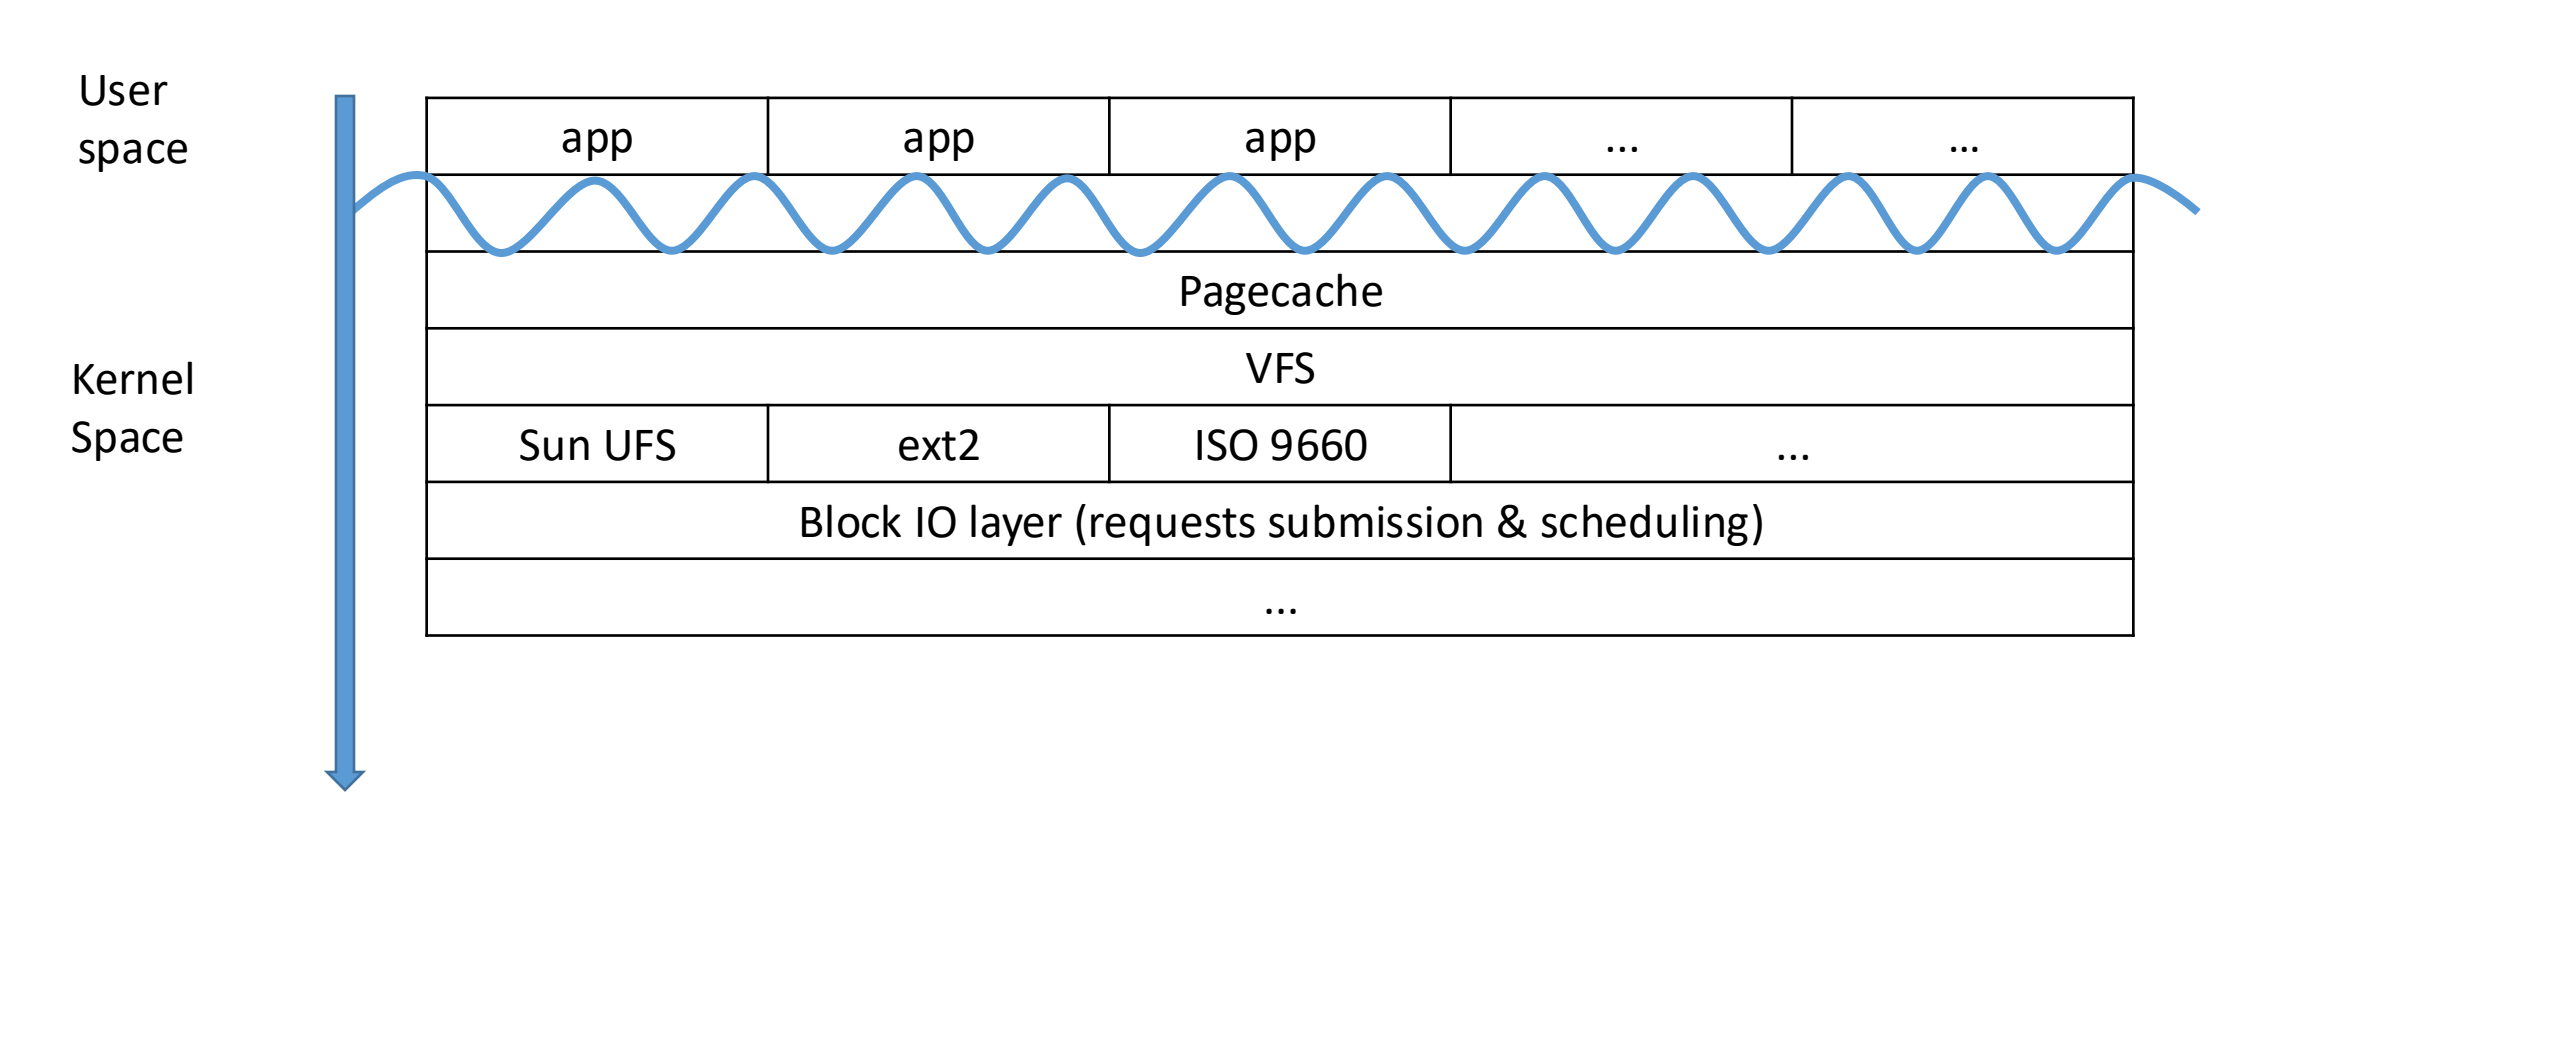 User
space
app
app
app
...
...
Pagecache
Kernel
Space
VFS
Sun UFS
ext2
ISO 9660
...
Block IO layer (requests submission & scheduling)
...